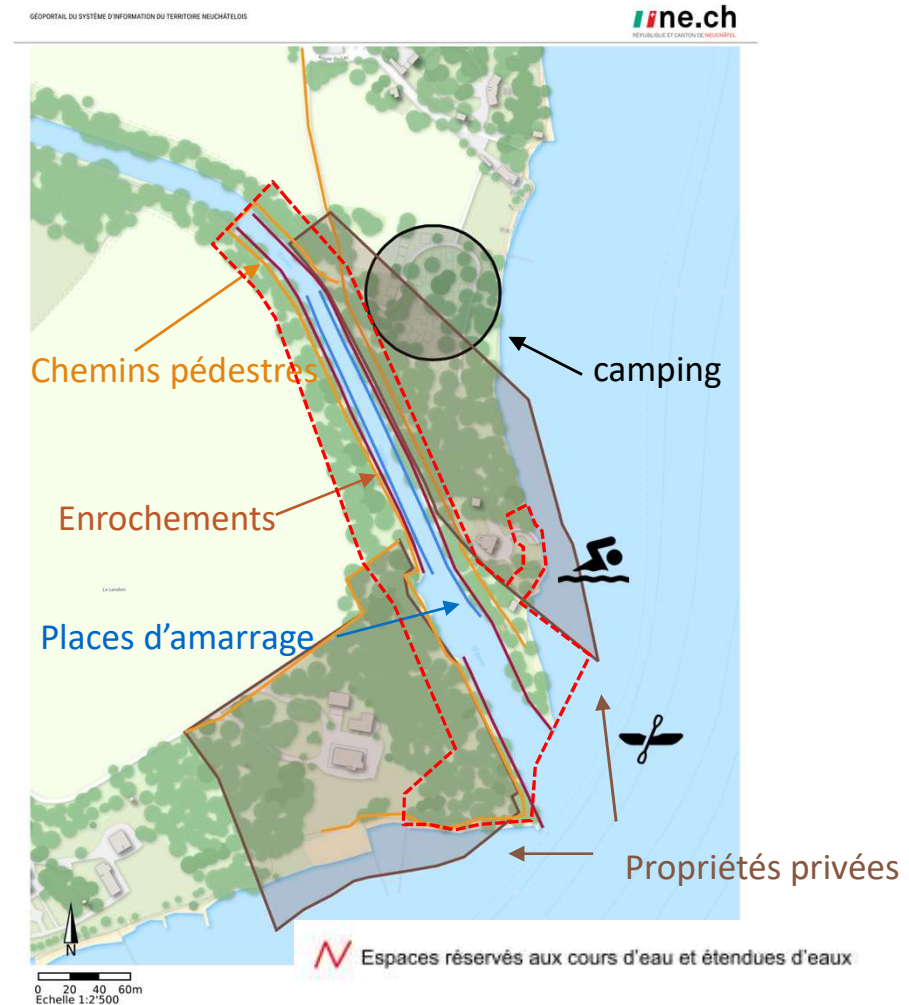 GÉOPORTAIL DU SYSTÈME D'INFORMATION DU TERRITOIRE NEUCHÂTELOIS
ne.ch
RÉPUBLIQUE ET CANTON DE NEUCHÂTEL
Chemins pédestres
camping
Enrochements
Le Landion
Places d'amarrage
Propriétés privées
N
0 20 40 60m
Echelle 1:2'500
Espaces réservés aux cours d'eau et étendues d'eaux